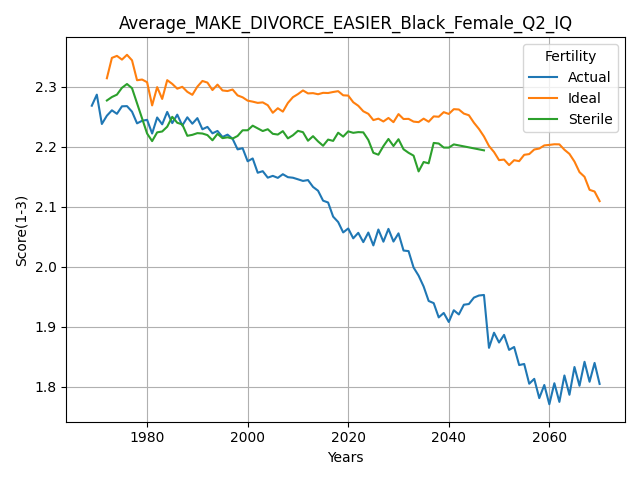 Average_MAKE_DIVORCE_EASIER_Black_Female_Q2_IQ
Fertility
Actual
Ideal
Sterile
Score(1-3)
2.3
2.2
2.1
2.0
1.9
1.8
1980
2000
2020
2040
2060
Years